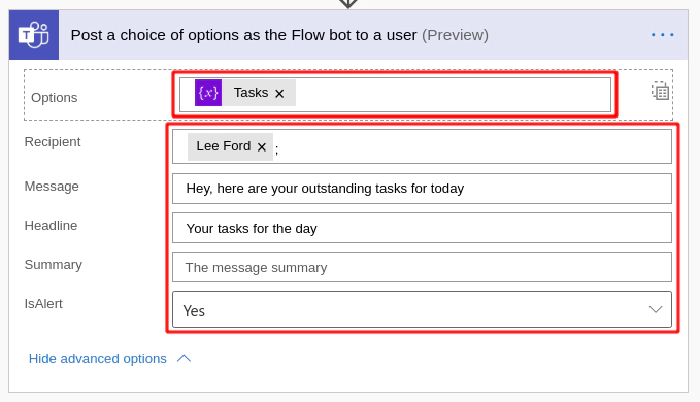 T Post a choice of options as the Flow bot to a user (Preview) ...
Options {x} Tasks ×
Recipient Lee Ford × ;
Message Hey, here are your outstanding tasks for today
Headline Your tasks for the day
Summary The message summary
IsAlert Yes
Hide advanced options